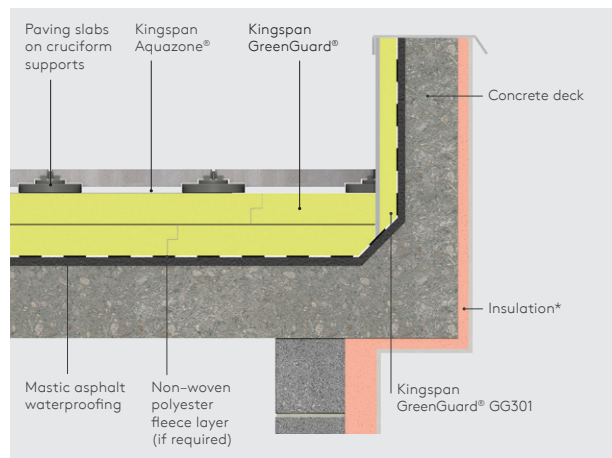 Paving slabs
on cruciform
supports
Kingspan
Aquazone®
Kingspan
GreenGuard®
Concrete deck
Insulation*
Mastic asphalt
waterproofing
Non–woven
polyester
fleece layer
(if required)
Kingspan
GreenGuard® GG301